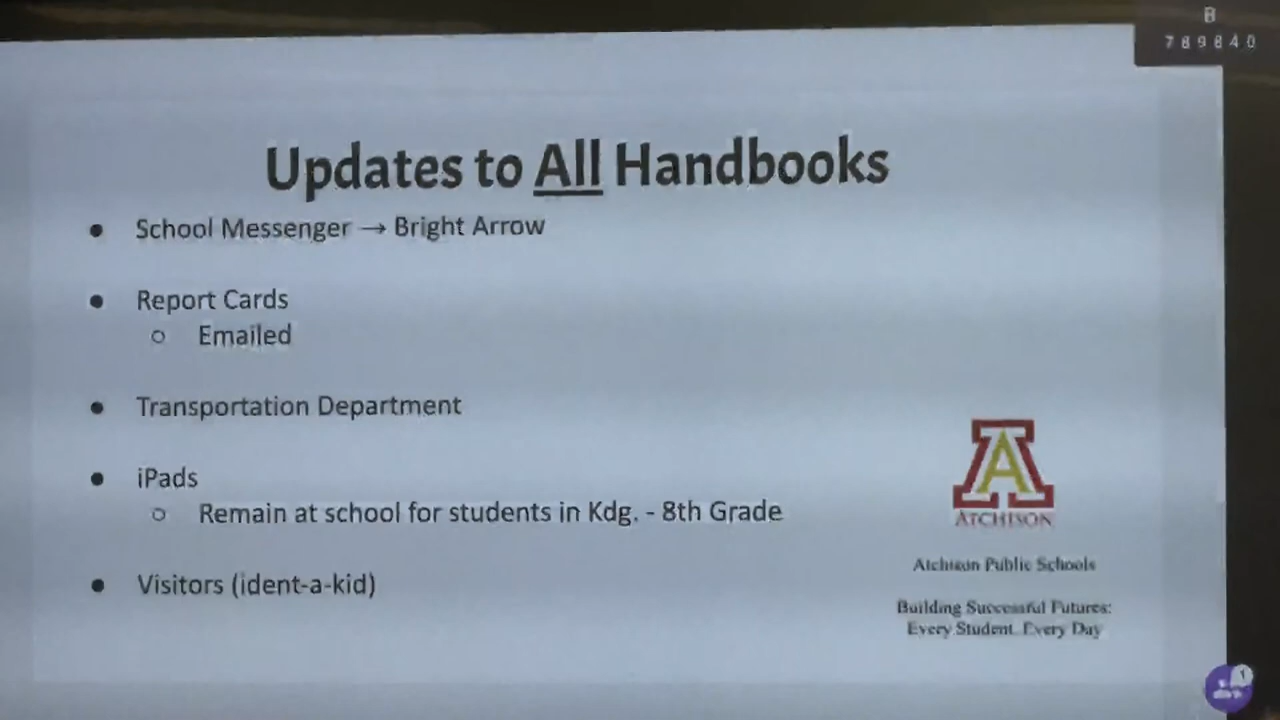 B
789840
Updates to All Handbooks
● School Messenger → Bright Arrow
● Report Cards
○ Emailed
● Transportation Department
● iPads
○ Remain at school for students in Kdg. - 8th Grade
● Visitors (ident-a-kid)
A
ATCHISON
Atchison Public Schools
Building Successful Futures:
Every Student. Every Day
1